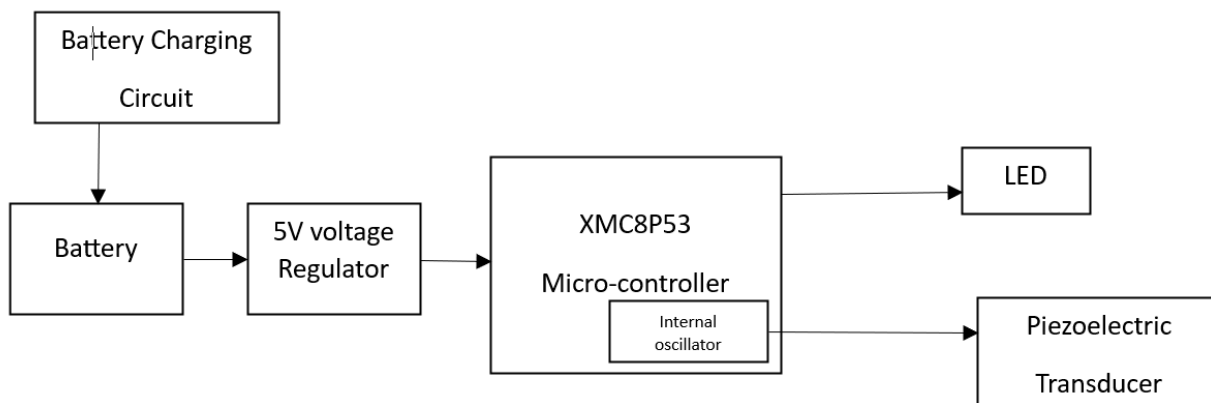 Battery Charging
Circuit
Battery
5V voltage
Regulator
XMC8P53
Micro-controller
Internal
oscillator
LED
Piezoelectric
Transducer